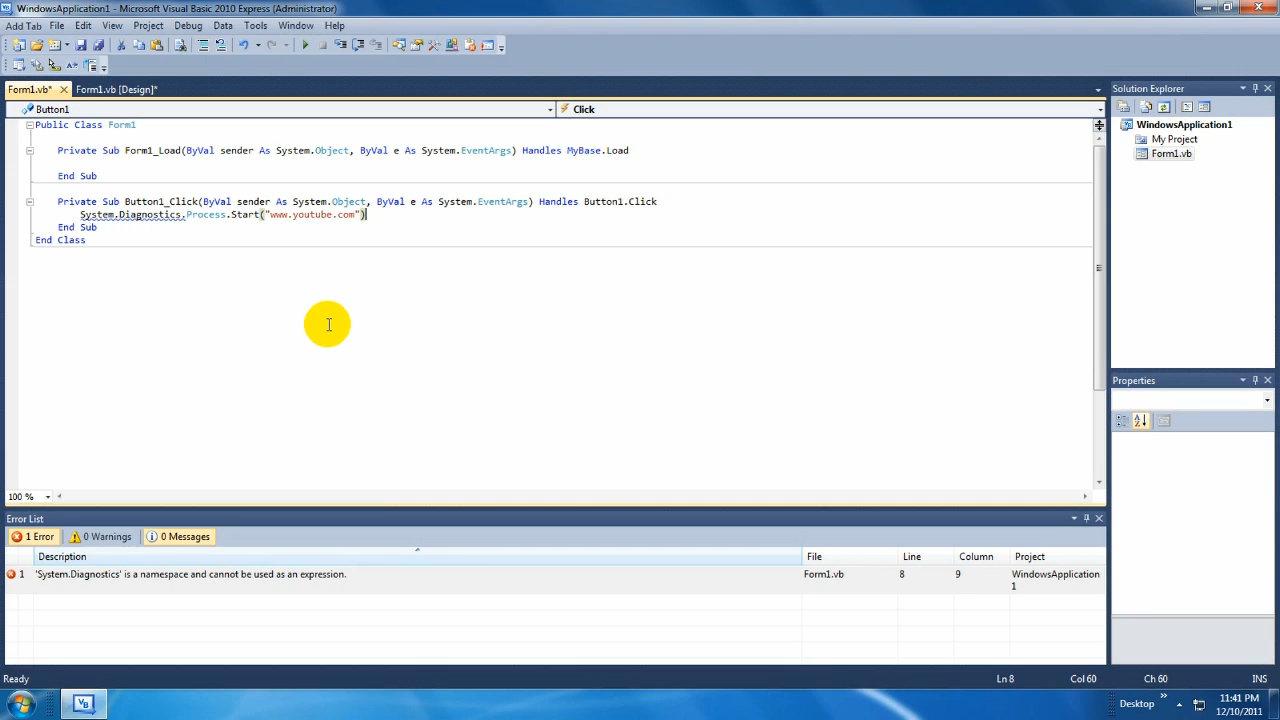 WindowsApplication1 - Microsoft Visual Basic 2010 Express (Administrator)
Add Tab File Edit View Project Debug Data Tools Window Help
Form1.vb* Form1.vb [Design]*
Button1 Click
Public Class Form1
Private Sub Form1_Load(ByVal sender As System.Object, ByVal e As System.EventArgs) Handles MyBase.Load
End Sub
Private Sub Button1_Click(ByVal sender As System.Object, ByVal e As System.EventArgs) Handles Button1.Click
System.Diagnostics.Process.Start("www.youtube.com")
End Sub
End Class
100 %
Solution Explorer
WindowsApplication1
My Project
Form1.vb
Properties
Error List
1 Error 0 Warnings 0 Messages
Description File Line Column Project
1 'System.Diagnostics' is a namespace and cannot be used as an expression. Form1.vb 8 9 WindowsApplication
1
Ready Ln 8 Col 60 Ch 60 INS
Desktop » 11:41 PM
12/10/2011